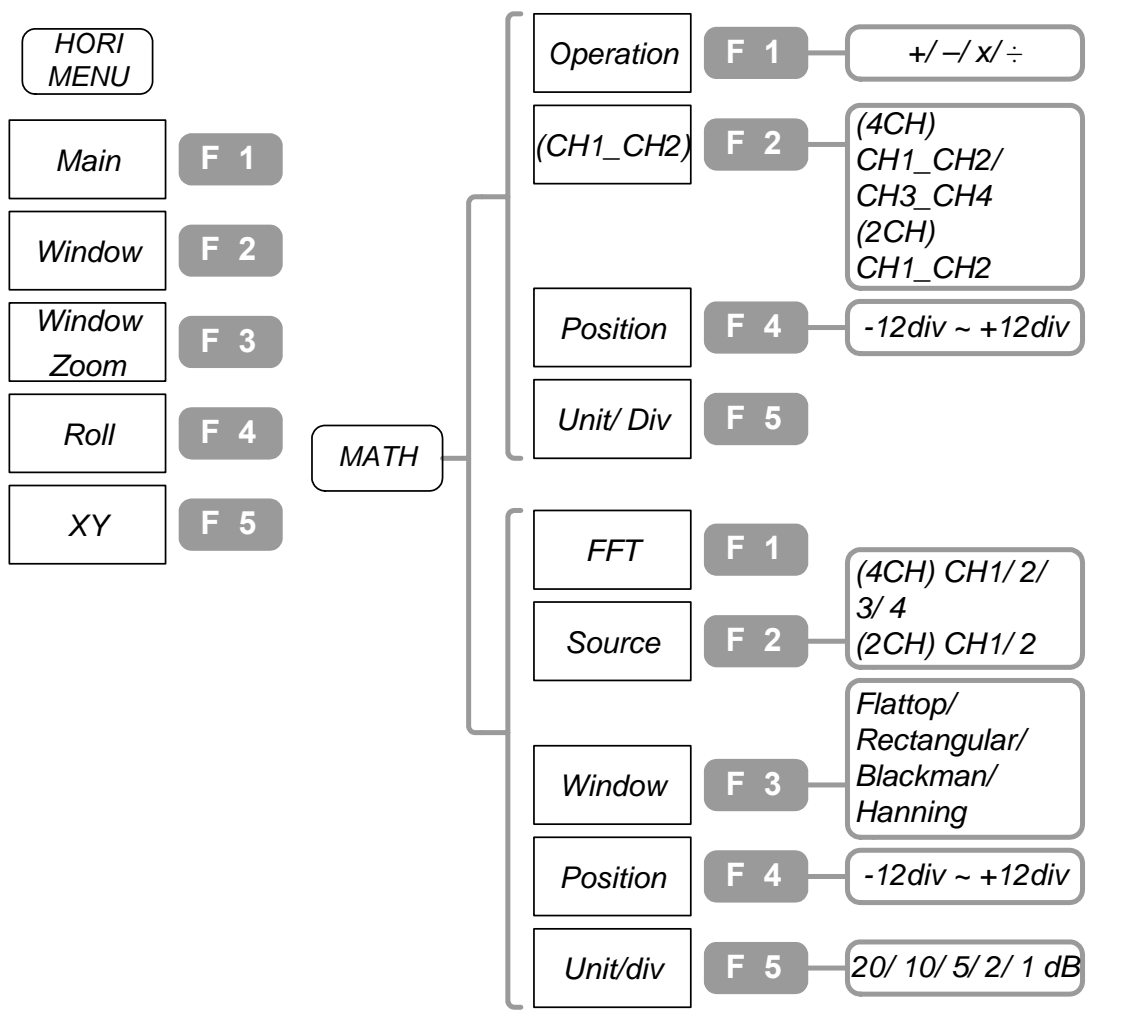 HORI
MENU
Main
F 1
Window
F 2
Window
Zoom
F 3
Roll
F 4
XY
F 5
MATH
Operation
F 1
+/ –/ x/ ÷
(CH1_CH2)
F 2
(4CH)
CH1_CH2/
CH3_CH4
(2CH)
CH1_CH2
Position
F 4
-12div ~ +12div
Unit/ Div
F 5
FFT
F 1
Source
F 2
(4CH) CH1/ 2/
3/ 4
(2CH) CH1/ 2
Window
F 3
Flattop/
Rectangular/
Blackman/
Hanning
Position
F 4
-12div ~ +12div
Unit/div
F 5
20/ 10/ 5/ 2/ 1 dB